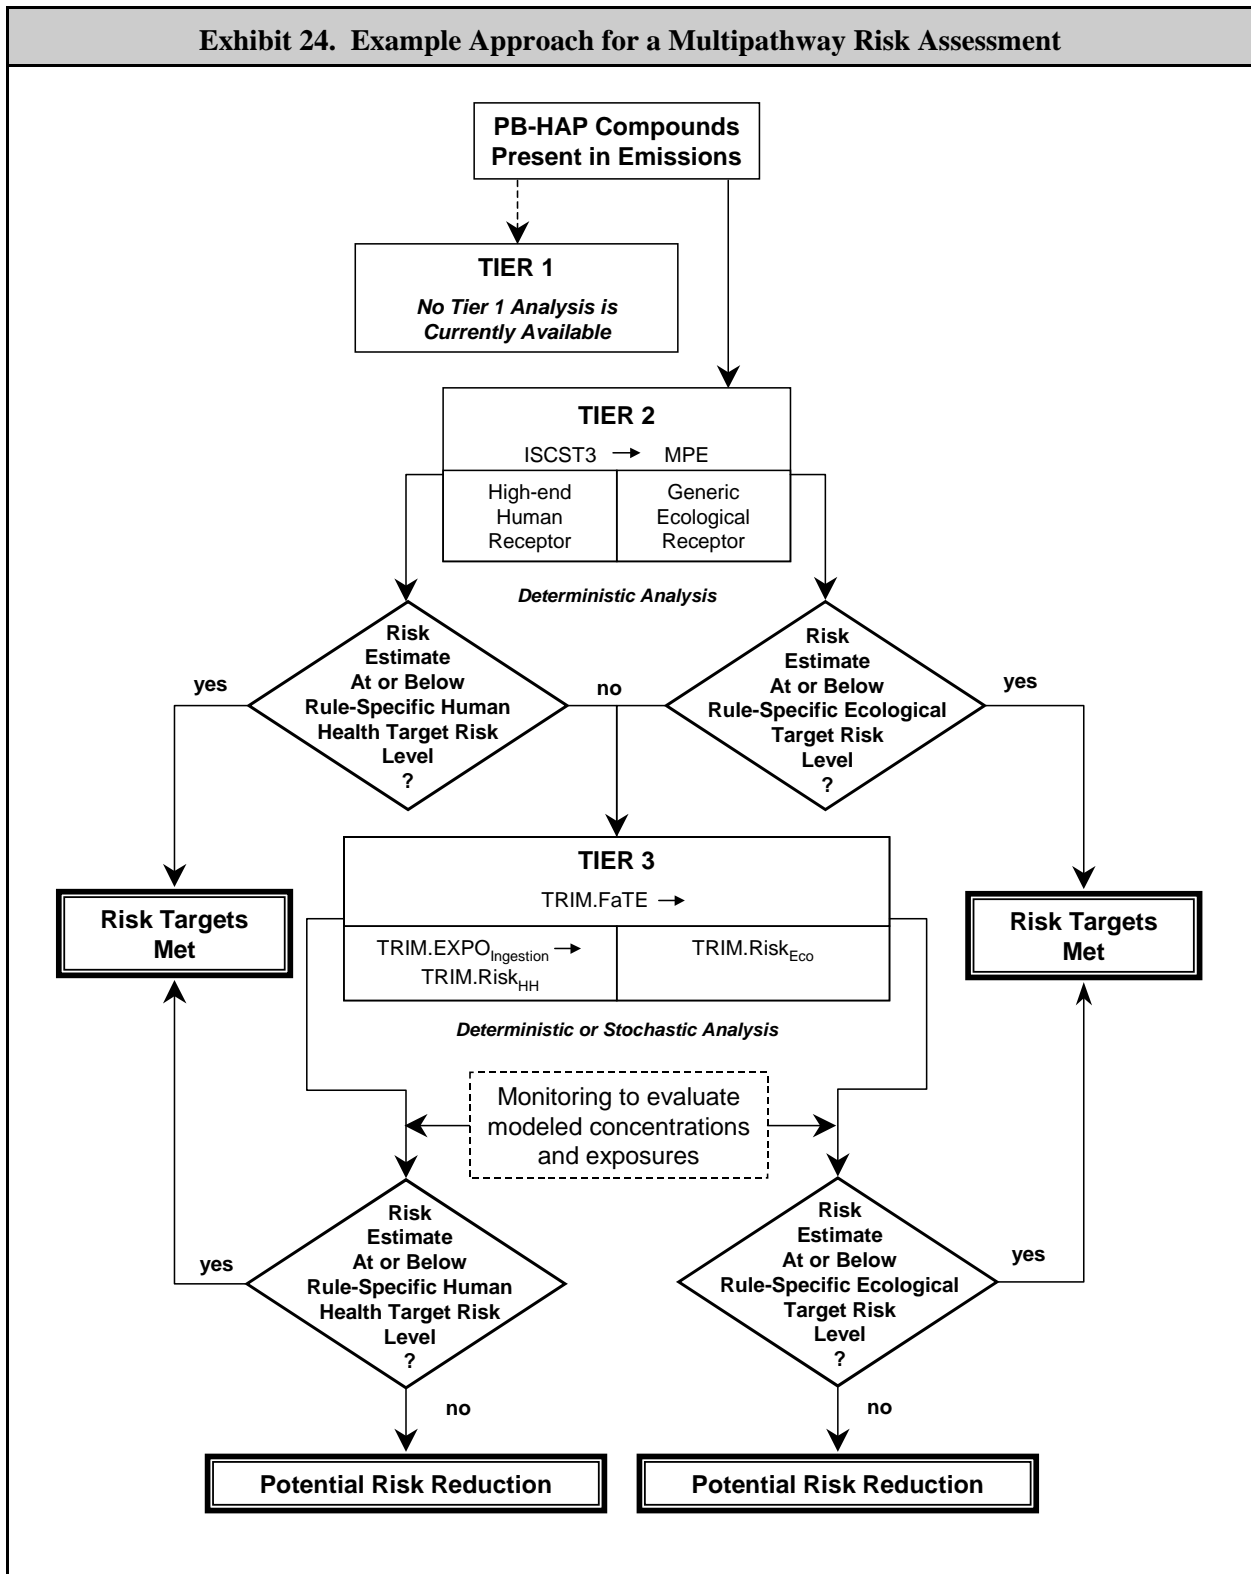 Exhibit 24. Example Approach for a Multipathway Risk Assessment
PB-HAP Compounds
Present in Emissions
TIER 1
No Tier 1 Analysis is
Currently Available
TIER 2
ISCST3 → MPE
High-end
Human
Receptor
Generic
Ecological
Receptor
Deterministic Analysis
Risk
Estimate
At or Below
Rule-Specific Human
Health Target Risk
Level
?
yes
no
Risk
Estimate
At or Below
Rule-Specific Ecological
Target Risk
Level
?
yes
TIER 3
TRIM.FaTE →
TRIM.EXPOIngestion →
TRIM.RiskHH
TRIM.RiskEco
Deterministic or Stochastic Analysis
Risk Targets
Met
Risk Targets
Met
Monitoring to evaluate
modeled concentrations
and exposures
Risk
Estimate
At or Below
Rule-Specific Human
Health Target Risk
Level
?
yes
no
Risk
Estimate
At or Below
Rule-Specific Ecological
Target Risk
Level
?
yes
no
Potential Risk Reduction
Potential Risk Reduction